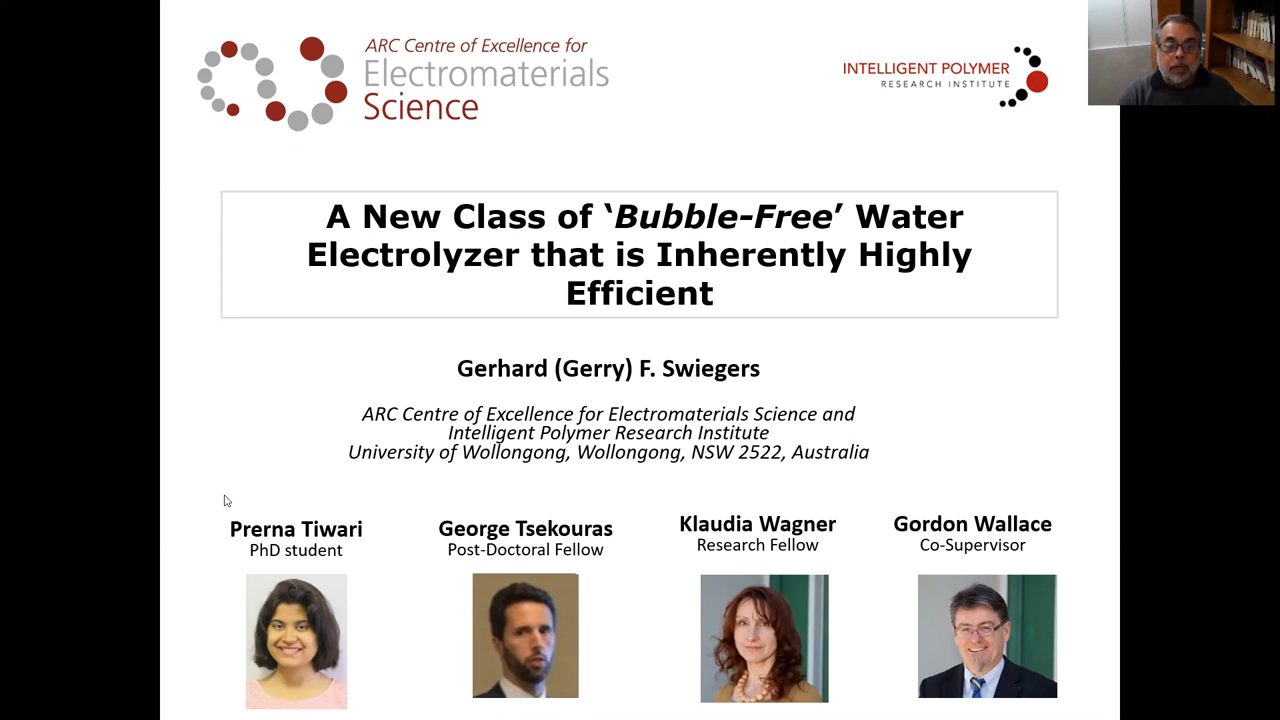 ARC Centre of Excellence for
Electromaterials
Science
INTELLIGENT POLYMER
RESEARCH INSTITUTE
A New Class of ‘Bubble-Free’ Water
Electrolyzer that is Inherently Highly
Efficient
Gerhard (Gerry) F. Swiegers
ARC Centre of Excellence for Electromaterials Science and
Intelligent Polymer Research Institute
University of Wollongong, Wollongong, NSW 2522, Australia
Prerna Tiwari
PhD student
George Tsekouras
Post-Doctoral Fellow
Klaudia Wagner
Research Fellow
Gordon Wallace
Co-Supervisor